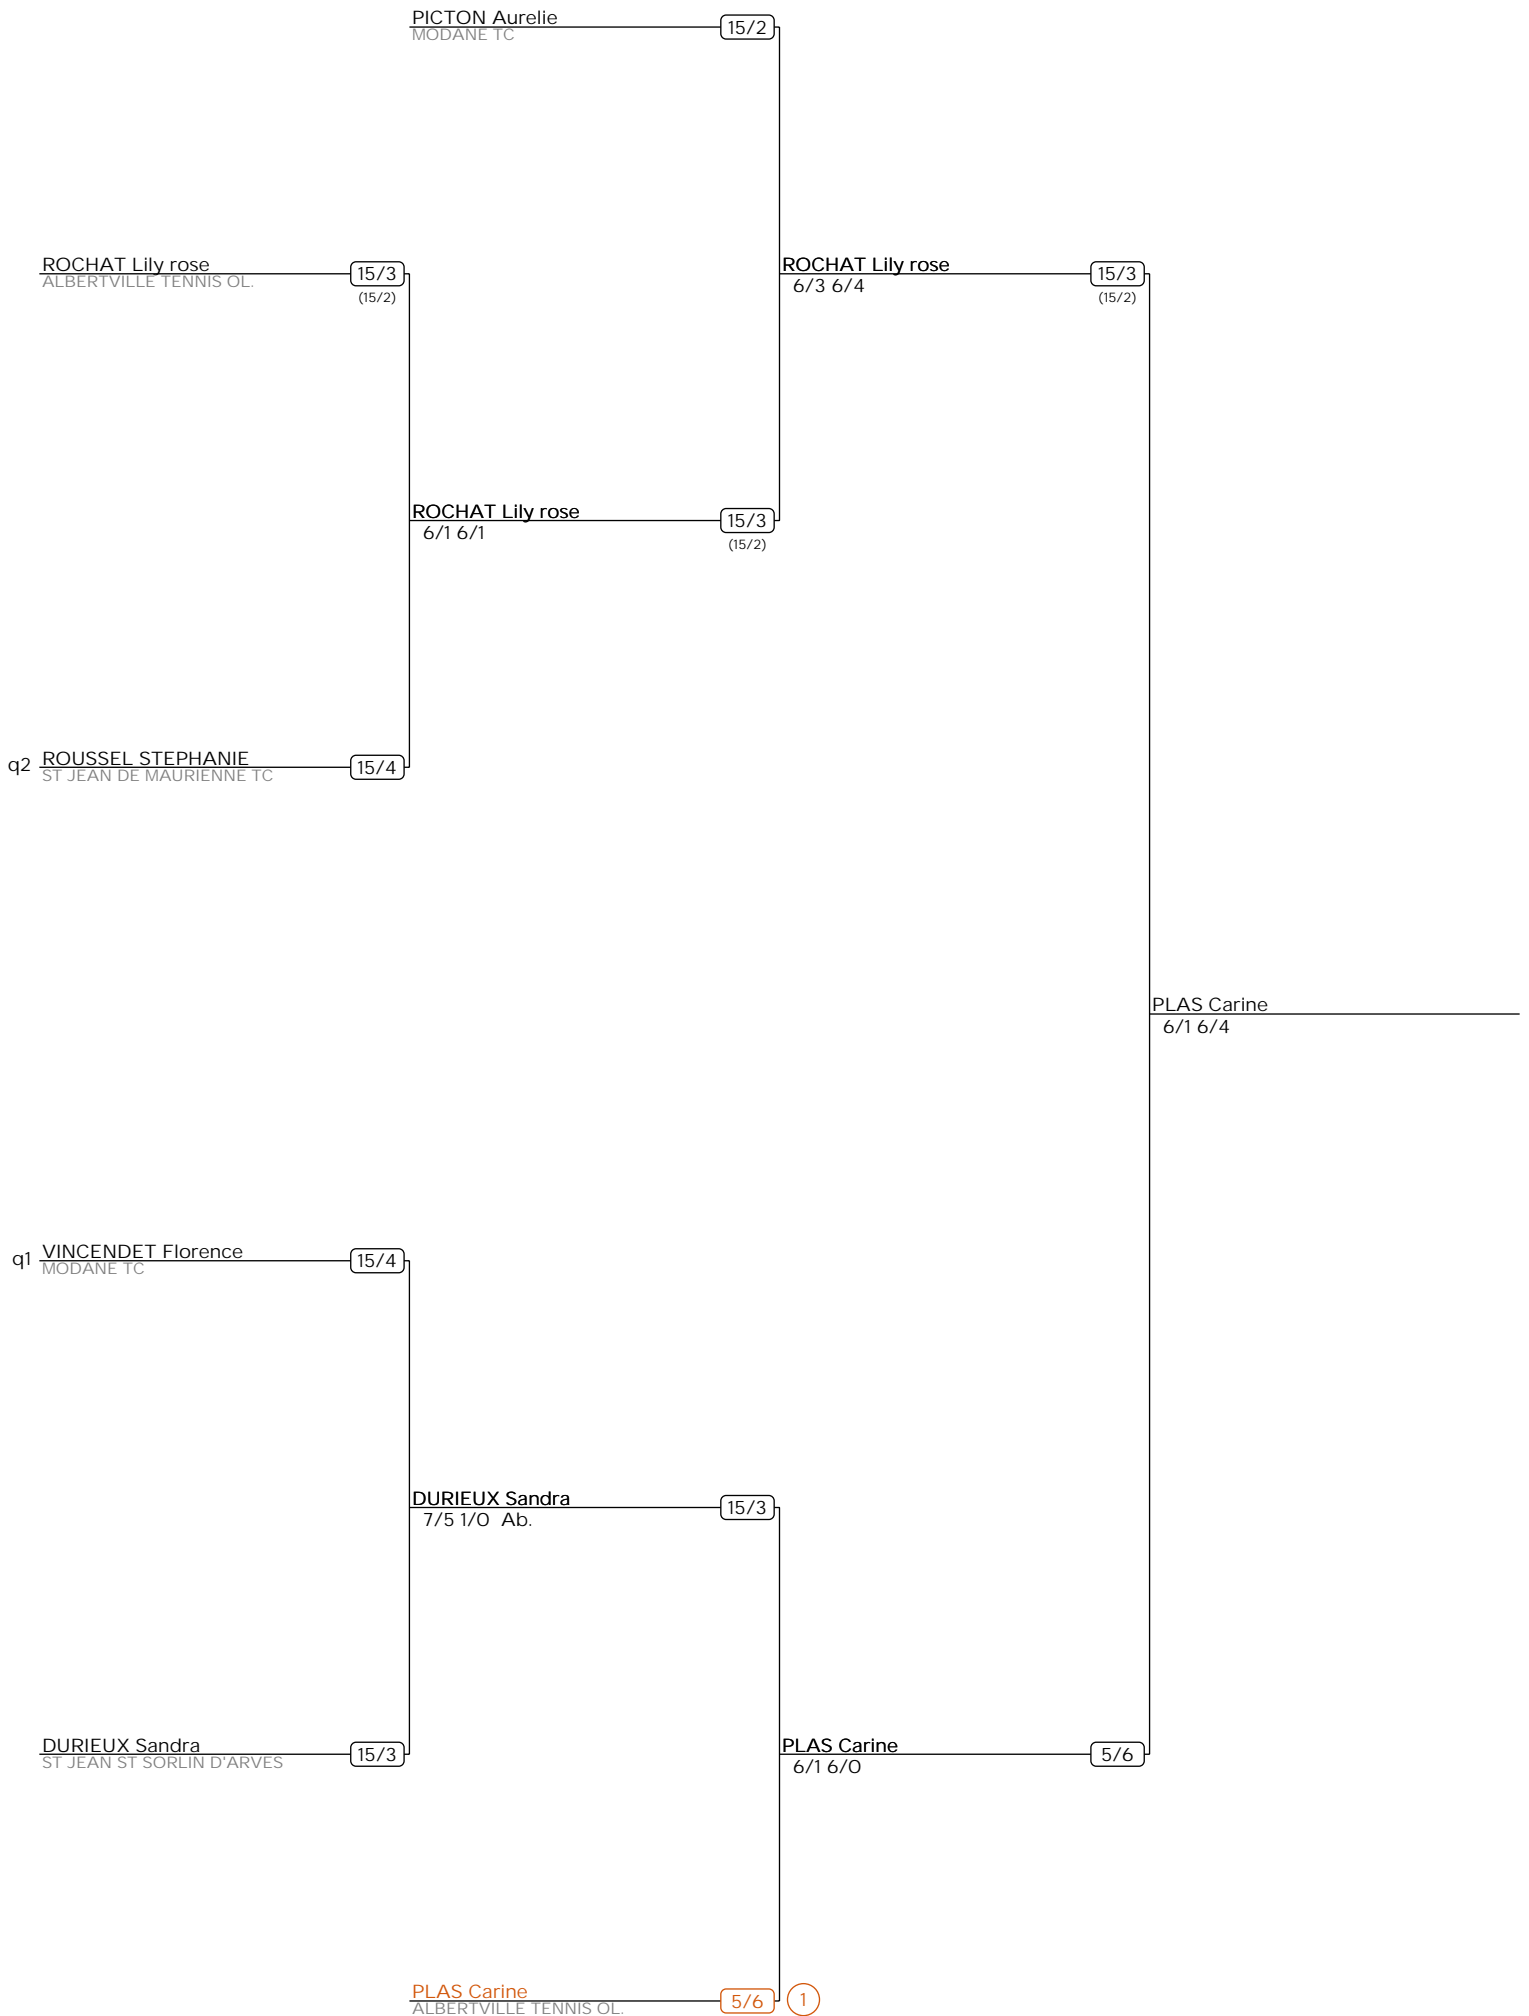 PICTON Aurelie
MODANE TC
15/2
ROCHAT Lily rose
ALBERTVILLE TENNIS OL.
15/3
(15/2)
ROCHAT Lily rose
6/3 6/4
15/3
(15/2)
ROCHAT Lily rose
6/1 6/1
15/3
(15/2)
q2 ROUSSEL STEPHANIE
ST JEAN DE MAURIENNE TC
15/4
PLAS Carine
6/1 6/4
q1 VINCENDET Florence
MODANE TC
15/4
DURIEUX Sandra
7/5 1/0 Ab.
15/3
DURIEUX Sandra
ST JEAN ST SORLIN D'ARVES
15/3
PLAS Carine
6/1 6/0
5/6
PLAS Carine
ALBERTVILLE TENNIS OL.
5/6
1